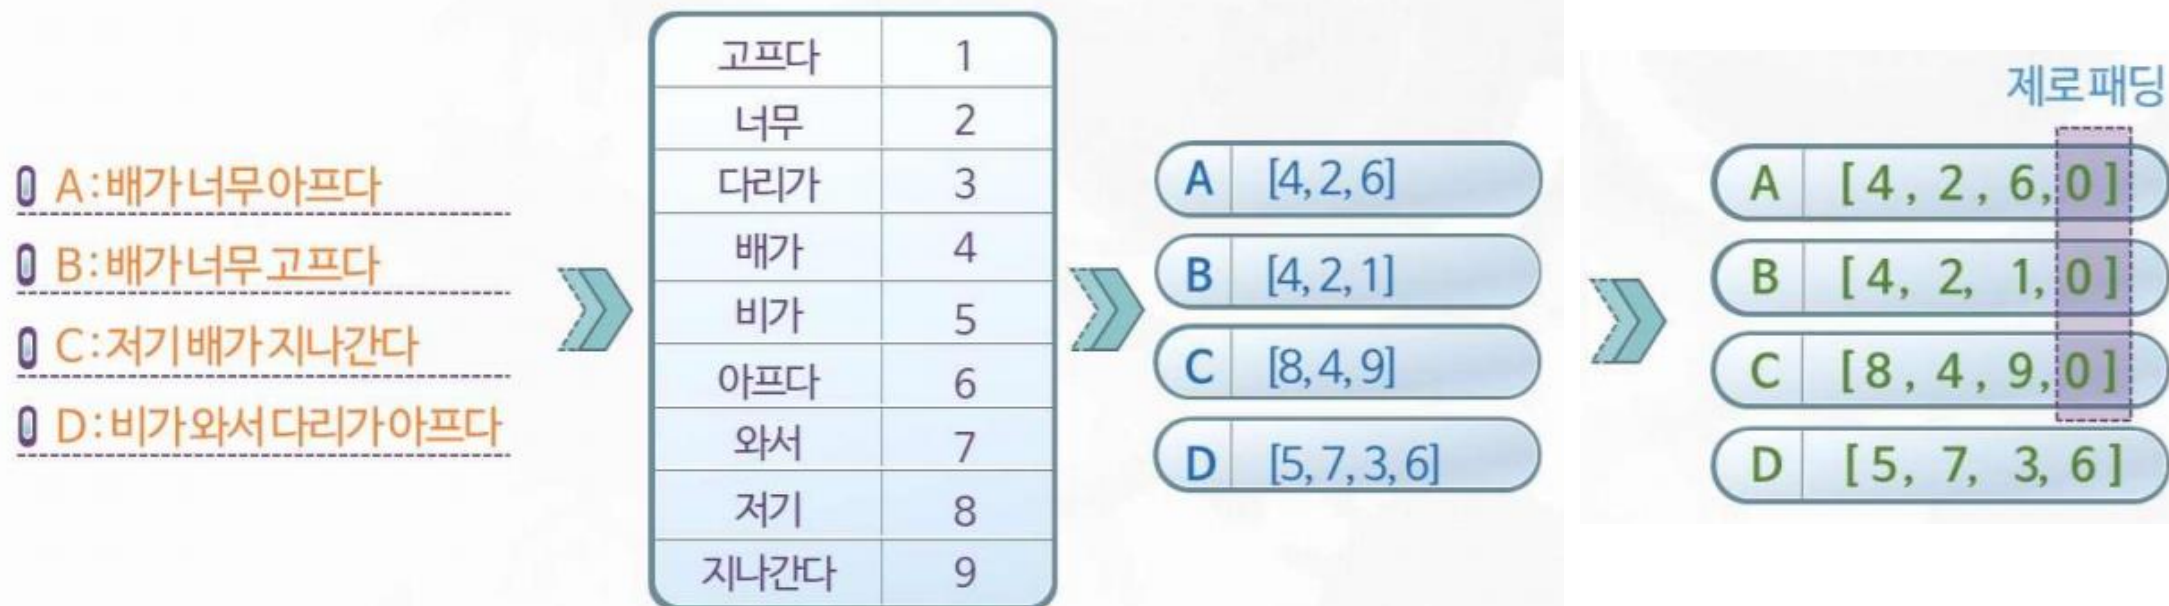 A:배가 너무 아프다
B:배가 너무 고프다
C:저기 배가 지나간다
D:비가 와서 다리가 아프다
고프다 1
너무 2
다리가 3
배가 4
비가 5
아프다 6
와서 7
저기 8
지나간다 9
A [4, 2, 6]
B [4, 2, 1]
C [8, 4, 9]
D [5, 7, 3, 6]
제로 패딩
A [4, 2, 6, 0]
B [4, 2, 1, 0]
C [8, 4, 9, 0]
D [5, 7, 3, 6]